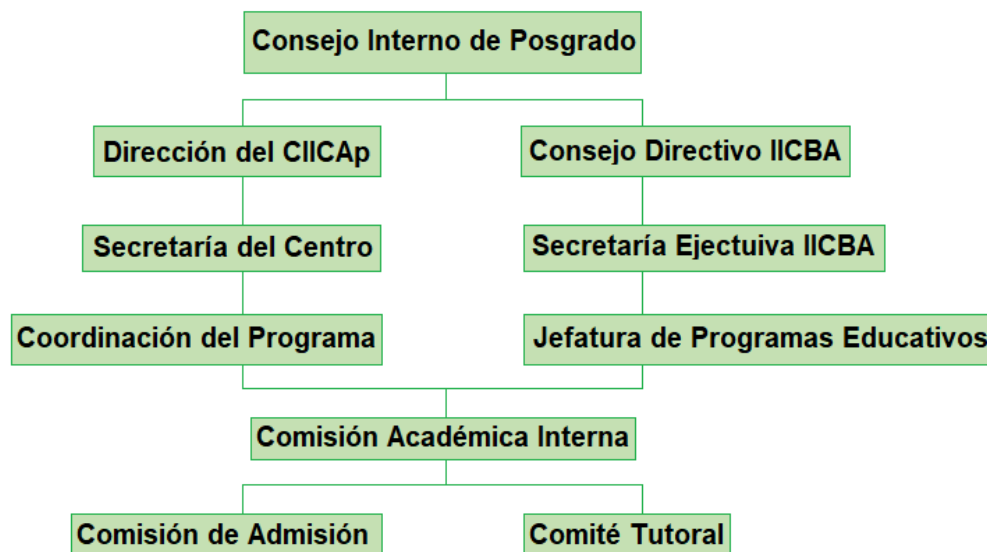 Consejo Interno de Posgrado
Dirección del CIICAp
Consejo Directivo IICBA
Secretaría del Centro
Secretaría Ejectuiva IICBA
Coordinación del Programa
Jefatura de Programas Educativos
Comisión Académica Interna
Comisión de Admisión
Comité Tutoral